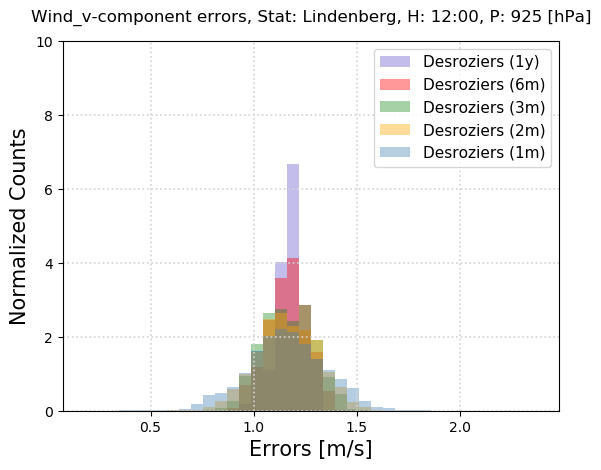 Wind_v-component errors, Stat: Lindenberg, H: 12:00, P: 925 [hPa]
10
8
6
4
2
0
Normalized Counts
Desroziers (1y)
Desroziers (6m)
Desroziers (3m)
Desroziers (2m)
Desroziers (1m)
0.5 1.0 1.5 2.0
Errors [m/s]